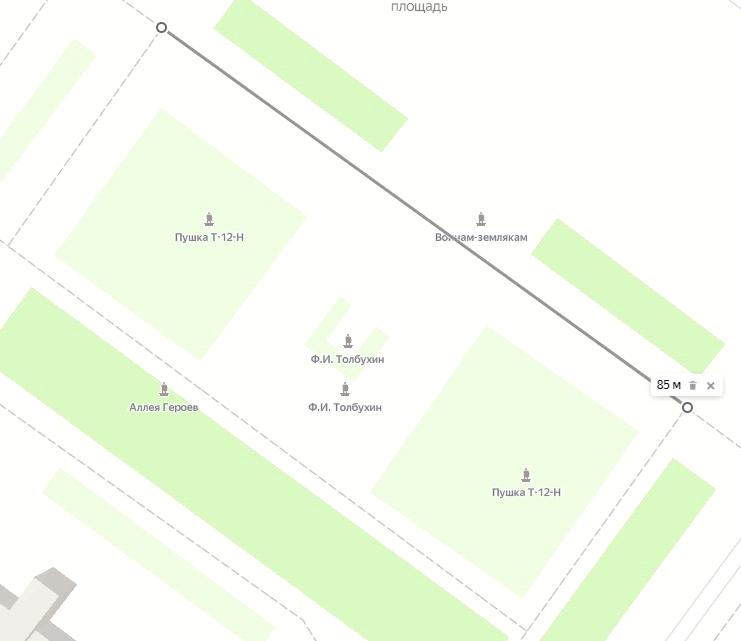 площадь
Пушка Т-12-Н
Воинам-землякам
Ф.И. Толбухин
85 м
Аллея Героев
Ф.И. Толбухин
Пушка Т-12-Н